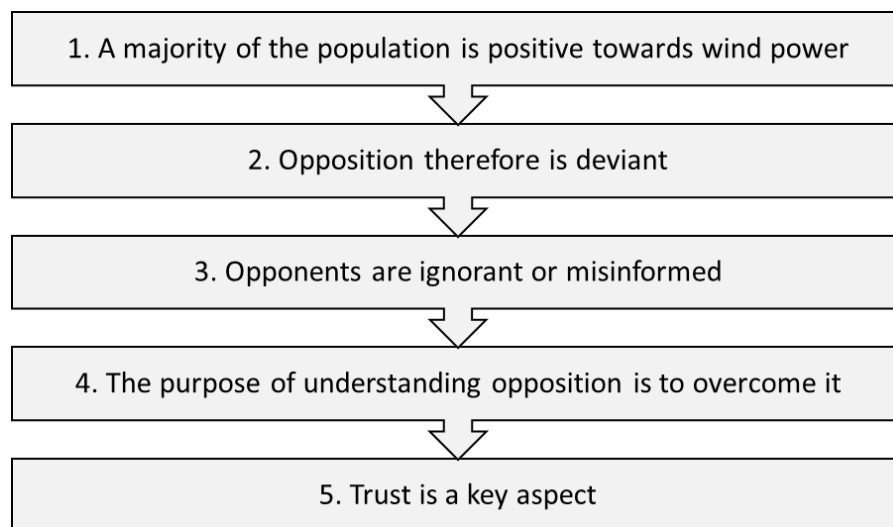 1. A majority of the population is positive towards wind power
2. Opposition therefore is deviant
3. Opponents are ignorant or misinformed
4. The purpose of understanding opposition is to overcome it
5. Trust is a key aspect